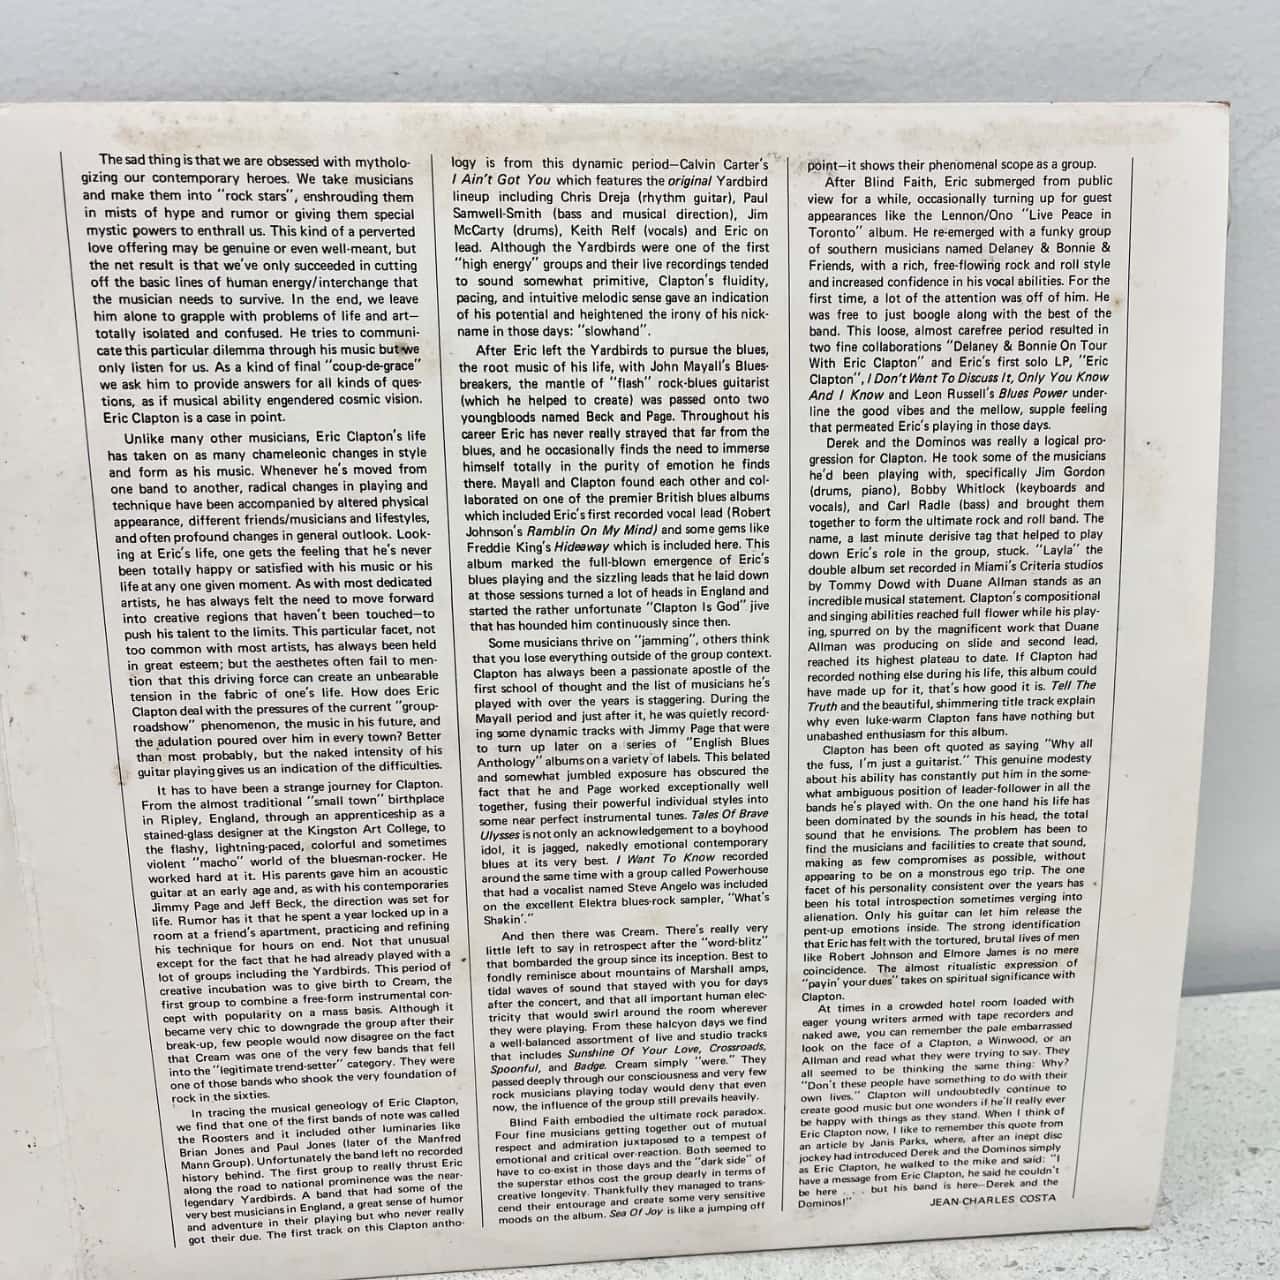 The sad thing is that we are obsessed with mytholo-
gizing our contemporary heroes. We take musicians
and make them into "rock stars", enshrouding them
in mists of hype and rumor or giving them special
mystic powers to enthrall us. This kind of a perverted
love offering may be genuine or even well-meant, but
the net result is that we've only succeeded in cutting
off the basic lines of human energy/interchange that
the musician needs to survive. In the end, we leave
him alone to grapple with problems of life and art—
totally isolated and confused. He tries to communi-
cate this particular dilemma through his music but we
only listen for us. As a kind of final "coup-de-grace"
we ask him to provide answers for all kinds of ques-
tions, as if musical ability engendered cosmic vision.
Eric Clapton is a case in point.
Unlike many other musicians, Eric Clapton's life
has taken on as many chameleonic changes in style
and form as his music. Whenever he's moved from
one band to another, radical changes in playing and
technique have been accompanied by altered physical
appearance, different friends/musicians and lifestyles,
and often profound changes in general outlook. Look-
ing at Eric's life, one gets the feeling that he's never
been totally happy or satisfied with his music or his
life at any one given moment. As with most dedicated
artists, he has always felt the need to move forward
into creative regions that haven't been touched—to
push his talent to the limits. This particular facet, not
too common with most artists, has always been held
in great esteem; but the aesthetes often fail to men-
tion that this driving force can create an unbearable
tension in the fabric of one's life. How does Eric
Clapton deal with the pressures of the current "group-
roadshow" phenomenon, the music in his future, and
the adulation poured over him in every town? Better
than most probably, but the naked intensity of his
guitar playing gives us an indication of the difficulties.
It has to have been a strange journey for Clapton.
From the almost traditional "small town" birthplace
in Ripley, England, through an apprenticeship as a
stained-glass designer at the Kingston Art College, to
the flashy, lightning-paced, colorful and sometimes
violent "macho" world of the bluesman-rocker. He
worked hard at it. His parents gave him an acoustic
guitar at an early age and, as with his contemporaries
Jimmy Page and Jeff Beck, the direction was set for
life. Rumor has it that he spent a year locked up in a
room at a friend's apartment, practicing and refining
his technique for hours on end. Not that unusual
except for the fact that he had already played with a
lot of groups including the Yardbirds. This period of
creative incubation was to give birth to Cream, the
first group to combine a free-form instrumental con-
cept with popularity on a mass basis. Although it
became very chic to downgrade the group after their
break-up, few people would now disagree on the fact
that Cream was one of the very few bands that fell
into the "legitimate trend-setter" category. They were
one of those bands who shook the very foundation of
rock in the sixties.
In tracing the musical geneology of Eric Clapton,
we find that one of the first bands of note was called
the Roosters and it included other luminaries like
Brian Jones and Paul Jones (later of the Manfred
Mann Group). Unfortunately the band left no recorded
history behind. The first group to really thrust Eric
along the road to national prominence was the near-
legendary Yardbirds. A band that had some of the
very best musicians in England, a great sense of humor
and adventure in their playing but who never really
got their due. The first track on this Clapton antho-
logy is from this dynamic period—Calvin Carter's
I Ain't Got You which features the original Yardbird
lineup including Chris Dreja (rhythm guitar), Paul
Samwell-Smith (bass and musical direction), Jim
McCarty (drums), Keith Relf (vocals) and Eric on
lead. Although the Yardbirds were one of the first
"high energy" groups and their live recordings tended
to sound somewhat primitive, Clapton's fluidity,
pacing, and intuitive melodic sense gave an indication
of his potential and heightened the irony of his nick-
name in those days: "slowhand".
After Eric left the Yardbirds to pursue the blues,
the root music of his life, with John Mayall's Blues-
breakers, the mantle of "flash" rock-blues guitarist
(which he helped to create) was passed onto two
youngbloods named Beck and Page. Throughout his
career Eric has never really strayed that far from the
blues, and he occasionally finds the need to immerse
himself totally in the purity of emotion he finds
there. Mayall and Clapton found each other and col-
laborated on one of the premier British blues albums
which included Eric's first recorded vocal lead (Robert
Johnson's Ramblin On My Mind) and some gems like
Freddie King's Hideaway which is included here. This
album marked the full-blown emergence of Eric's
blues playing and the sizzling leads that he laid down
at those sessions turned a lot of heads in England and
started the rather unfortunate "Clapton Is God" jive
that has hounded him continuously since then.
Some musicians thrive on "jamming", others think
that you lose everything outside of the group context.
Clapton has always been a passionate apostle of the
first school of thought and the list of musicians he's
played with over the years is staggering. During the
Mayall period and just after it, he was quietly record-
ing some dynamic tracks with Jimmy Page that were
to turn up later on a series of "English Blues
Anthology" albums on a variety of labels. This belated
and somewhat jumbled exposure has obscured the
fact that he and Page worked exceptionally well
together, fusing their powerful individual styles into
some near perfect instrumental tunes. Tales Of Brave
Ulysses is not only an acknowledgement to a boyhood
idol, it is jagged, nakedly emotional contemporary
blues at its very best. I Want To Know recorded
around the same time with a group called Powerhouse
that had a vocalist named Steve Angelo was included
on the excellent Elektra blues-rock sampler, "What's
Shakin'."
And then there was Cream. There's really very
little left to say in retrospect after the "word-blitz"
that bombarded the group since its inception. Best to
fondly reminisce about mountains of Marshall amps,
tidal waves of sound that stayed with you for days
after the concert, and that all important human elec-
tricity that would swirl around the room wherever
they were playing. From these halcyon days we find
a well-balanced assortment of live and studio tracks
that includes Sunshine Of Your Love, Crossroads,
Spoonful, and Badge. Cream simply "were." They
passed deeply through our consciousness and very few
rock musicians playing today would deny that even
now, the influence of the group still prevails heavily.
Blind Faith embodied the ultimate rock paradox.
Four fine musicians getting together out of mutual
respect and admiration juxtaposed to a tempest of
emotional and critical over-reaction. Both seemed to
have to co-exist in those days and the "dark side" of
the superstar ethos cost the group dearly in terms of
creative longevity. Thankfully they managed to trans-
cend their entourage and create some very sensitive
moods on the album. Sea Of Joy is like a jumping off
point—it shows their phenomenal scope as a group.
After Blind Faith, Eric submerged from public
view for a while, occasionally turning up for guest
appearances like the Lennon/Ono "Live Peace in
Toronto" album. He re-emerged with a funky group
of southern musicians named Delaney & Bonnie &
Friends, with a rich, free-flowing rock and roll style
and increased confidence in his vocal abilities. For the
first time, a lot of the attention was off of him. He
was free to just boogie along with the best of the
band. This loose, almost carefree period resulted in
two fine collaborations "Delaney & Bonnie On Tour
With Eric Clapton" and Eric's first solo LP, "Eric
Clapton", I Don't Want To Discuss It, Only You Know
And I Know and Leon Russell's Blues Power under-
line the good vibes and the mellow, supple feeling
that permeated Eric's playing in those days.
Derek and the Dominos was really a logical pro-
gression for Clapton. He took some of the musicians
he'd been playing with, specifically Jim Gordon
(drums, piano), Bobby Whitlock (keyboards and
vocals), and Carl Radle (bass) and brought them
together to form the ultimate rock and roll band. The
name, a last minute derisive tag that helped to play
down Eric's role in the group, stuck. "Layla" the
double album set recorded in Miami's Criteria studios
by Tommy Dowd with Duane Allman stands as an
incredible musical statement. Clapton's compositional
and singing abilities reached full flower while his play-
ing, spurred on by the magnificent work that Duane
Allman was producing on slide and second lead,
reached its highest plateau to date. If Clapton had
recorded nothing else during his life, this album could
have made up for it, that's how good it is. Tell The
Truth and the beautiful, shimmering title track explain
why even luke-warm Clapton fans have nothing but
unabashed enthusiasm for this album.
Clapton has been oft quoted as saying "Why all
the fuss, I'm just a guitarist." This genuine modesty
about his ability has constantly put him in the some-
what ambiguous position of leader-follower in all the
bands he's played with. On the one hand his life has
been dominated by the sounds in his head, the total
sound that he envisions. The problem has been to
find the musicians and facilities to create that sound,
making as few compromises as possible, without
appearing to be on a monstrous ego trip. The one
facet of his personality consistent over the years has
been his total introspection sometimes verging into
alienation. Only his guitar can let him release the
pent-up emotions inside. The strong identification
that Eric has felt with the tortured, brutal lives of men
like Robert Johnson and Elmore James is no mere
coincidence. The almost ritualistic expression of
"payin' your dues" takes on spiritual significance with
Clapton.
At times in a crowded hotel room loaded with
eager young writers armed with tape recorders and
naked awe, you can remember the pale embarrassed
look on the face of a Clapton, a Winwood, or an
Allman and read what they were trying to say. They
all seemed to be thinking the same thing: Why?
"Don't these people have something to do with their
own lives." Clapton will undoubtedly continue to
create good music but one wonders if he'll really ever
be happy with things as they stand. When I think of
Eric Clapton now, I like to remember this quote from
an article by Janis Parks, where, after an inept disc
jockey had introduced Derek and the Dominos simply
as Eric Clapton, he walked to the mike and said: "I
have a message from Eric Clapton, he said he couldn't
be here . . . but his band is here—Derek and the
Dominos!"
JEAN-CHARLES COSTA